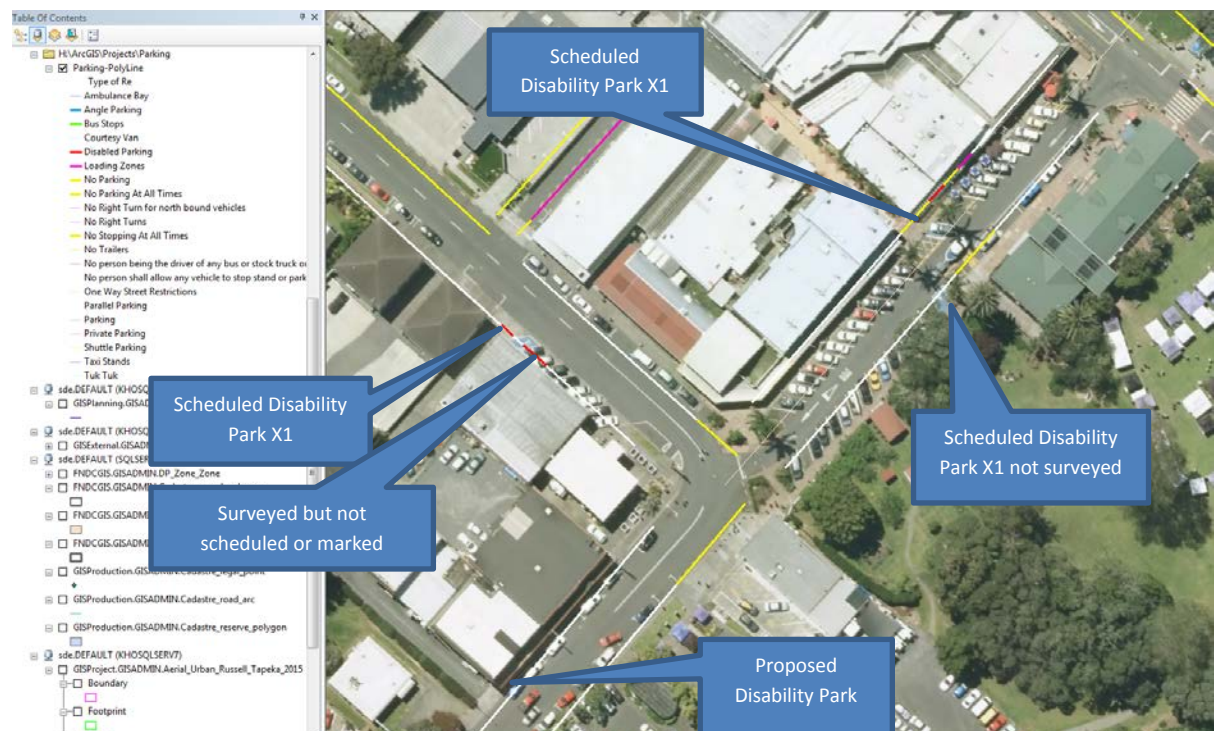 Table Of Contents
H:\ArcGIS\Projects\Parking
Parking-PolyLine
Type of Re
Ambulance Bay
Angle Parking
Bus Stops
Courtesy Van
Disabled Parking
Loading Zones
No Parking
No Parking At All Times
No Right Turn for north bound vehicles
No Right Turns
No Stopping At All Times
No Trailers
No person being the driver of any bus or stock truck
No person shall allow any vehicle to stop stand or park
One Way Street Restrictions
Parallel Parking
Parking
Private Parking
Shuttle Parking
Taxi Stands
Tuk Tuk
sde.DEFAULT (KHOSQ
GISPlanning.GISAD
sde.DEFAULT (KHOSQ
GISExternal.GISADM
sde.DEFAULT (SQLSER
FNDCGIS.GISADMIN.DP_Zone_Zone
FNDCGIS.GISADMIN
FNDCGIS.GISADM
FNDCGIS.GISADM
GISProduction.GISADMIN.Cadastre_legal_point
GISProduction.GISADMIN.Cadastre_road_arc
GISProduction.GISADMIN.Cadastre_reserve_polygon
sde.DEFAULT (KHOSQLSERV7)
GISProject.GISADMIN.Aerial_Urban_Russell_Tapeka_2015
Boundary
Footprint
Scheduled
Disability Park X1
Scheduled Disability
Park X1
Surveyed but not
scheduled or marked
Scheduled Disability
Park X1 not surveyed
Proposed
Disability Park